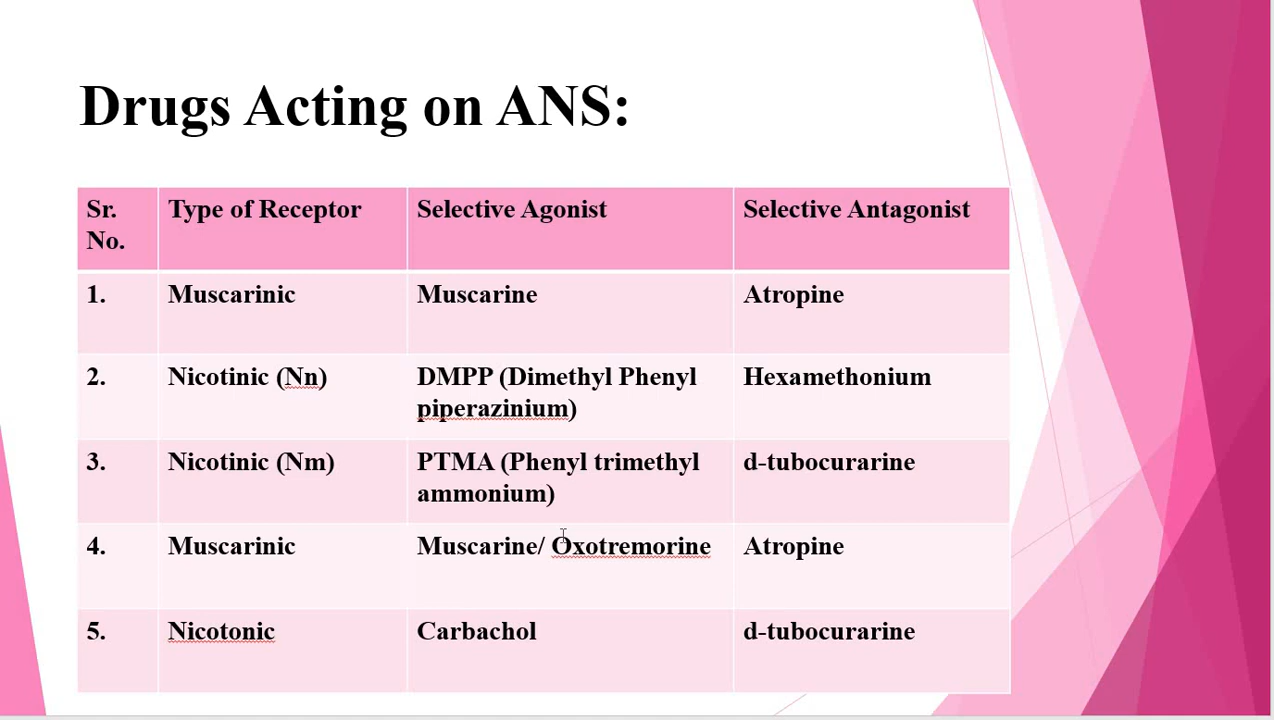 Drugs Acting on ANS:
Sr. No. Type of Receptor Selective Agonist Selective Antagonist
1. Muscarinic Muscarine Atropine
2. Nicotinic (Nn) DMPP (Dimethyl Phenyl piperazinium) Hexamethonium
3. Nicotinic (Nm) PTMA (Phenyl trimethyl ammonium) d-tubocurarine
4. Muscarinic Muscarine/ Oxotremorine Atropine
5. Nicotonic Carbachol d-tubocurarine